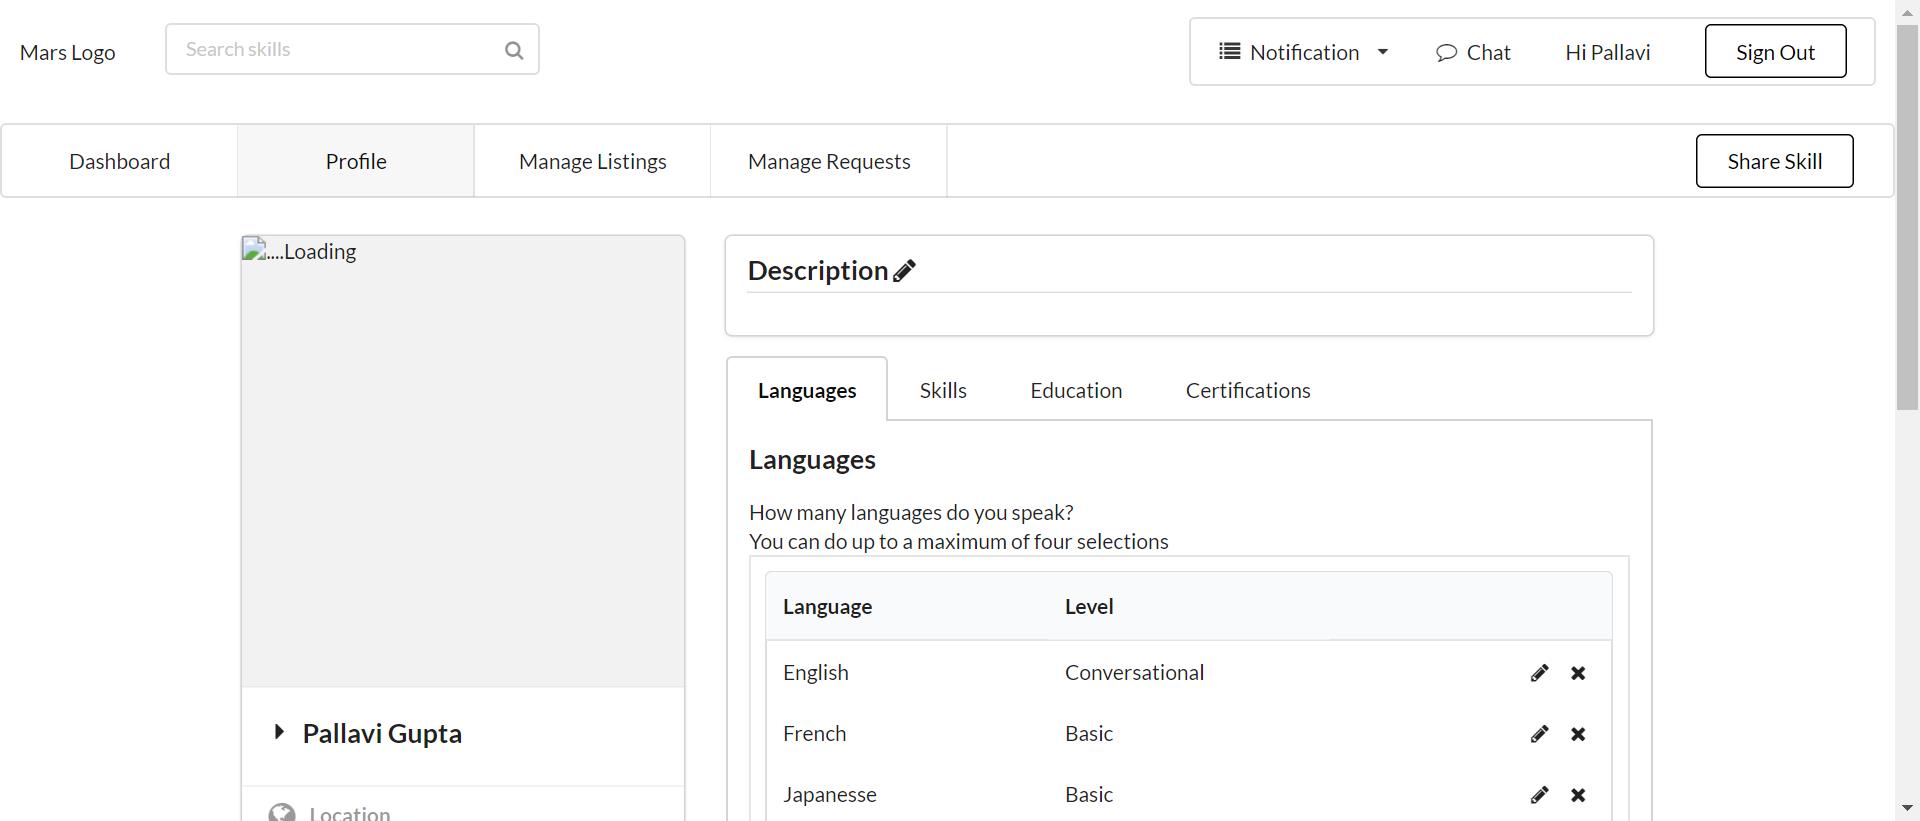 Mars Logo
Search skills
Notification
Chat
Hi Pallavi
Sign Out
Dashboard
Profile
Manage Listings
Manage Requests
Share Skill
....Loading
Pallavi Gupta
Location
Description
Languages
Skills
Education
Certifications
Languages
How many languages do you speak?
You can do up to a maximum of four selections
Language Level
English Conversational
French Basic
Japanesse Basic